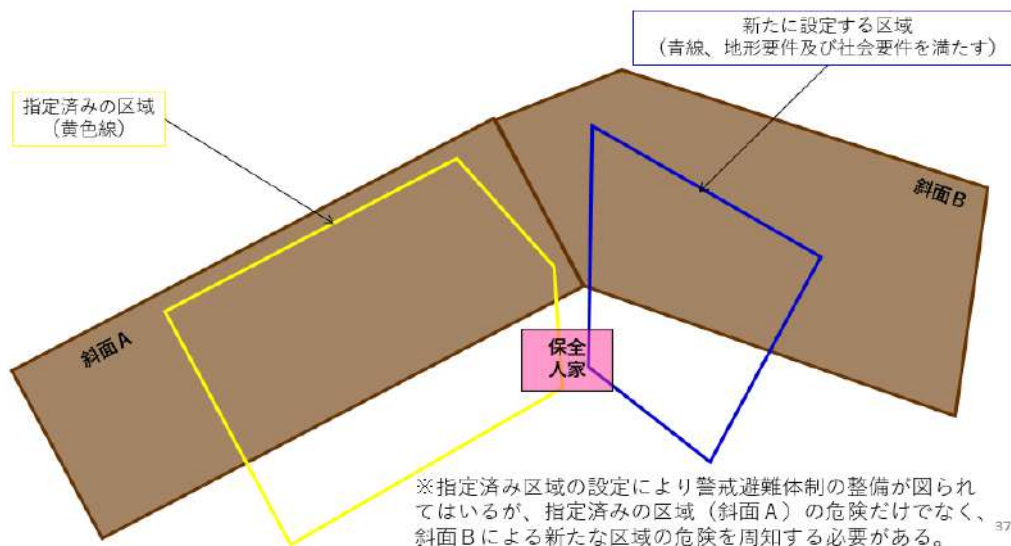 新たに設定する区域
（青線、地形要件及び社会要件を満たす）
指定済みの区域
（黄色線）
斜面B
斜面A
保全
人家
※指定済み区域の設定により警戒避難体制の整備が図られ
てはいるが、指定済みの区域（斜面A）の危険だけでなく、
斜面Bによる新たな区域の危険を周知する必要がある。
37